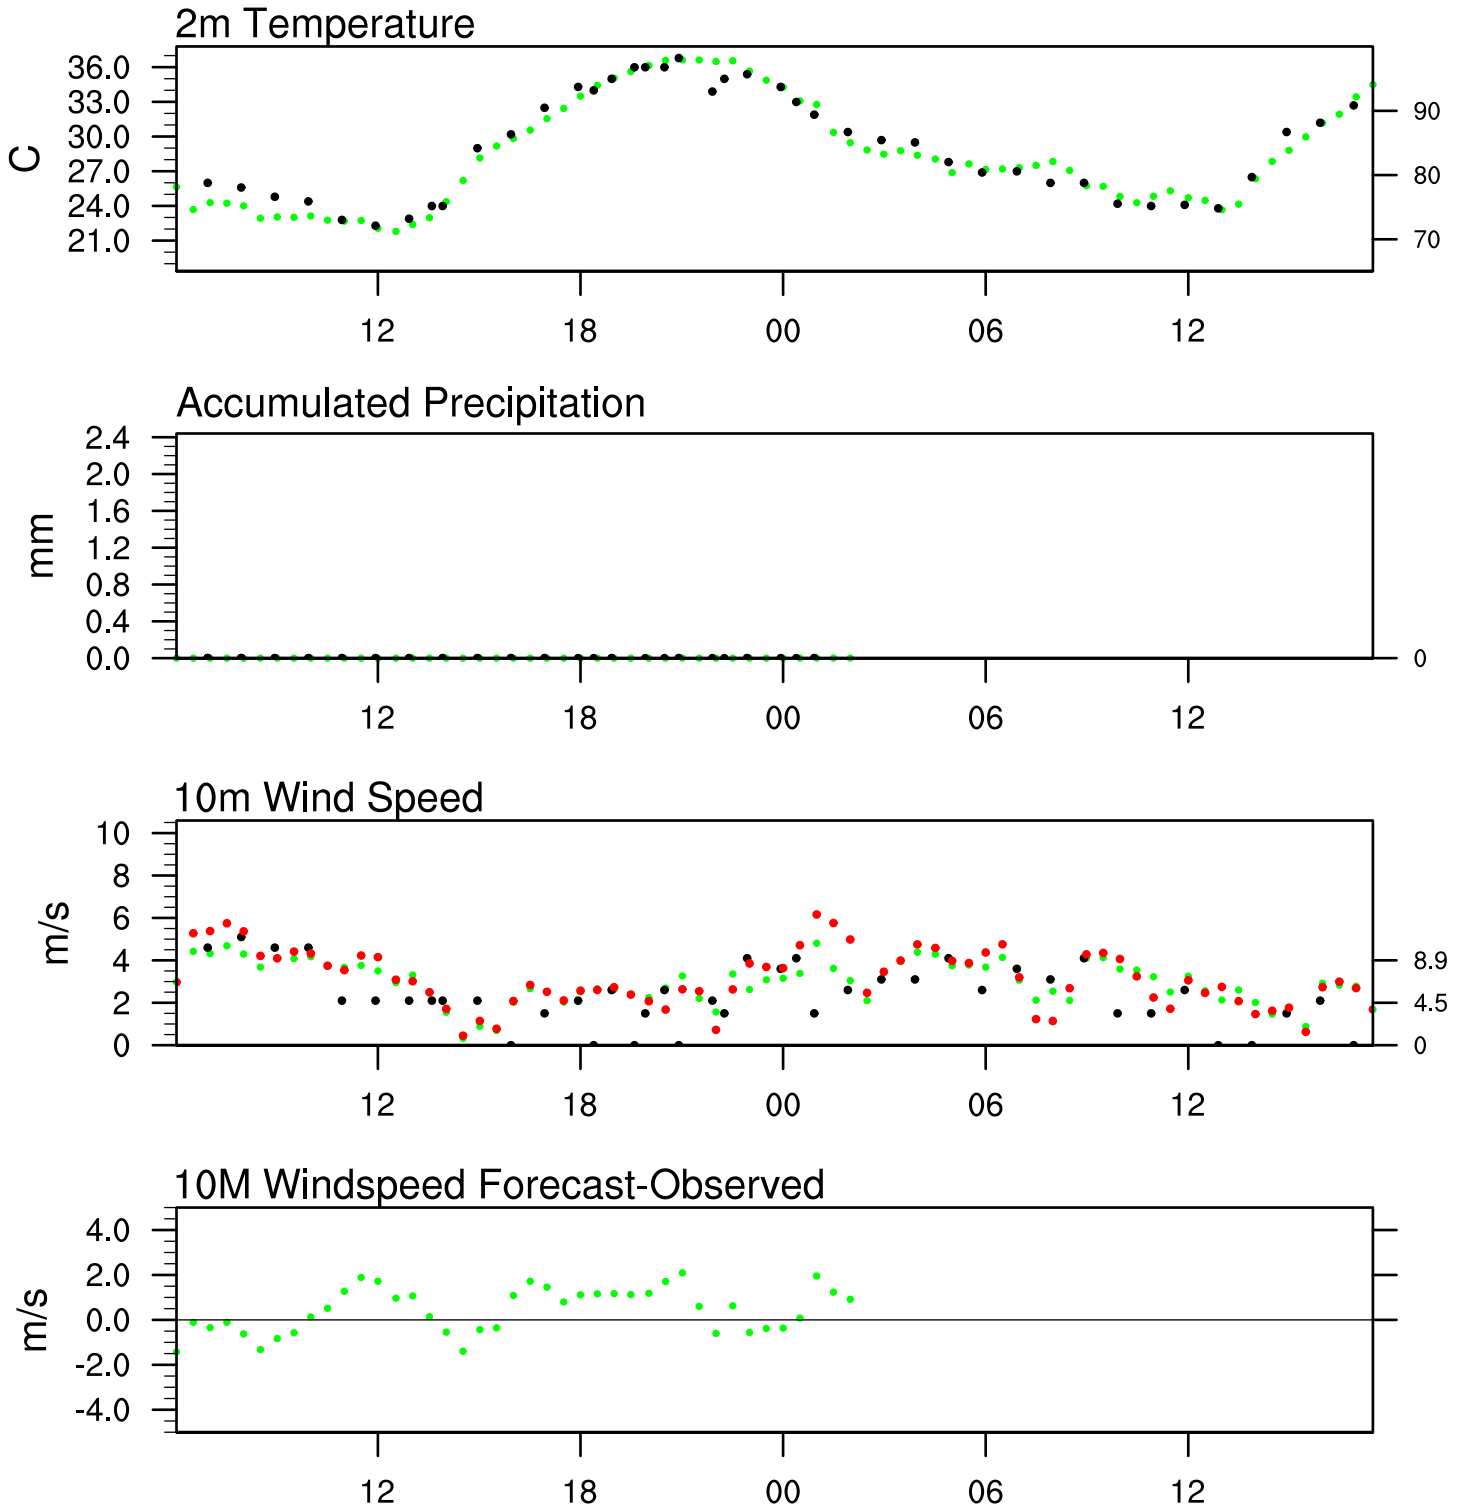 2m Temperature
36.0
33.0
30.0
27.0
24.0
21.0
C
90
80
70
12 18 00 06 12
Accumulated Precipitation
2.4
2.0
1.6
1.2
0.8
0.4
0.0
mm
0
12 18 00 06 12
10m Wind Speed
10
8
6
4
2
0
m/s
8.9
4.5
0
12 18 00 06 12
10M Windspeed Forecast-Observed
4.0
2.0
0.0
-2.0
-4.0
m/s
12 18 00 06 12